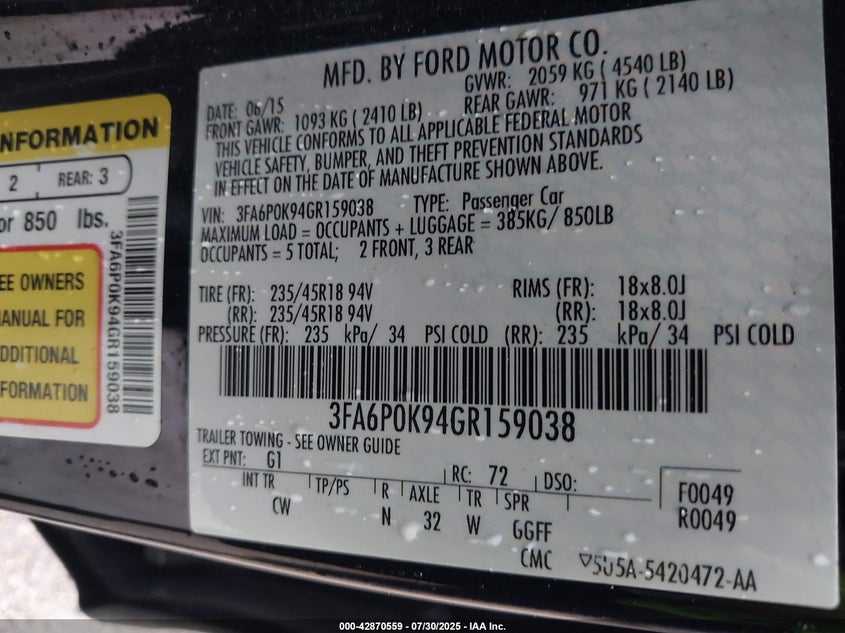 NFORMATION
2 REAR: 3
or 850 lbs.
EE OWNERS
MANUAL FOR
ADDITIONAL
FORMATION
3FA6P0K94GR159038
MFD. BY FORD MOTOR CO.
DATE: 06/15 GVWR: 2059 KG ( 4540 LB)
FRONT GAWR: 1093 KG ( 2410 LB) REAR GAWR: 971 KG ( 2140 LB)
THIS VEHICLE CONFORMS TO ALL APPLICABLE FEDERAL MOTOR
VEHICLE SAFETY, BUMPER, AND THEFT PREVENTION STANDARDS
IN EFFECT ON THE DATE OF MANUFACTURE SHOWN ABOVE.
VIN: 3FA6P0K94GR159038 TYPE: Passenger Car
MAXIMUM LOAD = OCCUPANTS + LUGGAGE = 385KG/ 850LB
OCCUPANTS = 5 TOTAL; 2 FRONT, 3 REAR
TIRE (FR): 235/45R18 94V RIMS (FR): 18x8.0J
(RR): 235/45R18 94V (RR): 18x8.0J
PRESSURE (FR): 235 kPa/ 34 PSI COLD (RR): 235 kPa/ 34 PSI COLD
3FA6P0K94GR159038
TRAILER TOWING - SEE OWNER GUIDE
EXT PNT: G1 RC: 72 DSO:
INT TR TP/PS R AXLE TR SPR
CW N 32 W GGFF
F0049
R0049
CMC ▽5U5A-5420472-AA
000-42870559 - 07/30/2025 - IAA Inc.